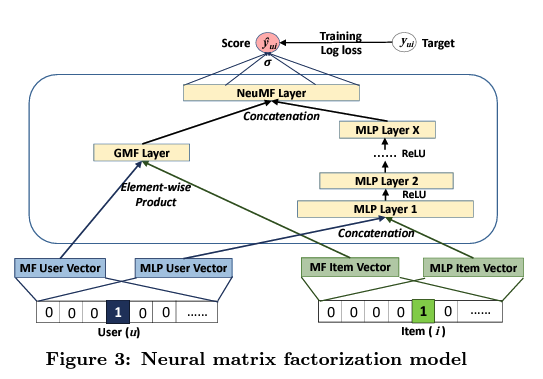 Score ŷui Training yui Target
Log loss
σ
NeuMF Layer
Concatenation
MLP Layer X
GMF Layer
...... ReLU
Element-wise
Product
MLP Layer 2
ReLU
MLP Layer 1
Concatenation
MF User Vector MLP User Vector MF Item Vector MLP Item Vector
0 0 0 1 0 0 ...... 0 0 0 0 1 0 ......
User (u) Item ( i )
Figure 3: Neural matrix factorization model